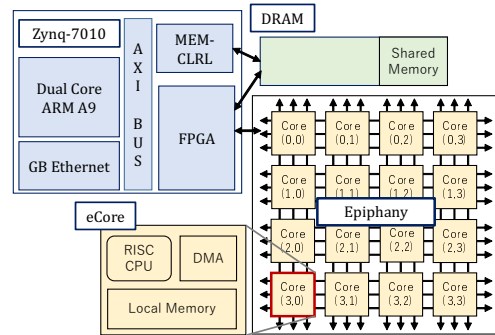 Zynq-7010
Dual Core
ARM A9
GB Ethernet
A
X
I
B
U
S
MEM-
CLRL
FPGA
DRAM
Shared
Memory
Core
(0,0)
Core
(0,1)
Core
(0,2)
Core
(0,3)
Core
(1,0)
Core
(1,1)
Core
(1,2)
Core
(1,3)
Epiphany
Core
(2,0)
Core
(2,1)
Core
(2,2)
Core
(2,3)
Core
(3,0)
Core
(3,1)
Core
(3,2)
Core
(3,3)
eCore
RISC
CPU
DMA
Local Memory